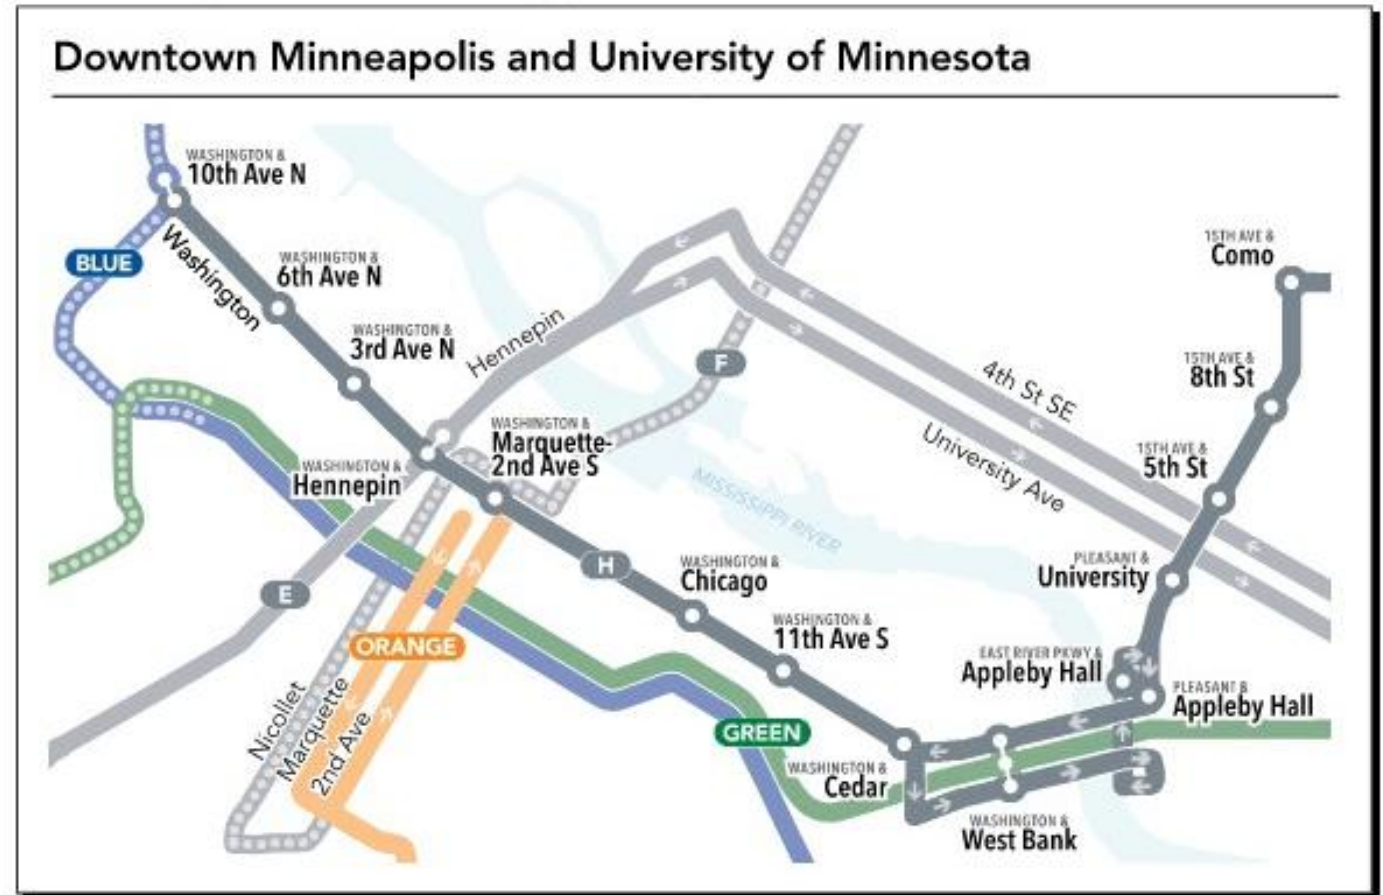 Downtown Minneapolis and University of Minnesota
WASHINGTON &
10th Ave N
BLUE
Washington
WASHINGTON &
6th Ave N
WASHINGTON &
3rd Ave N
Hennepin
F
15TH AVE &
Como
15TH AVE &
8th St
4th St SE
University Ave
15TH AVE &
5th St
WASHINGTON &
Marquette-
2nd Ave S
WASHINGTON &
Hennepin
MISSISSIPPI RIVER
H
E
WASHINGTON &
Chicago
PLEASANT &
University
WASHINGTON &
11th Ave S
ORANGE
EAST RIVER PKWY &
Appleby Hall
PLEASANT &
Appleby Hall
Nicollet
Marquette
2nd Ave
GREEN
WASHINGTON &
Cedar
WASHINGTON &
West Bank